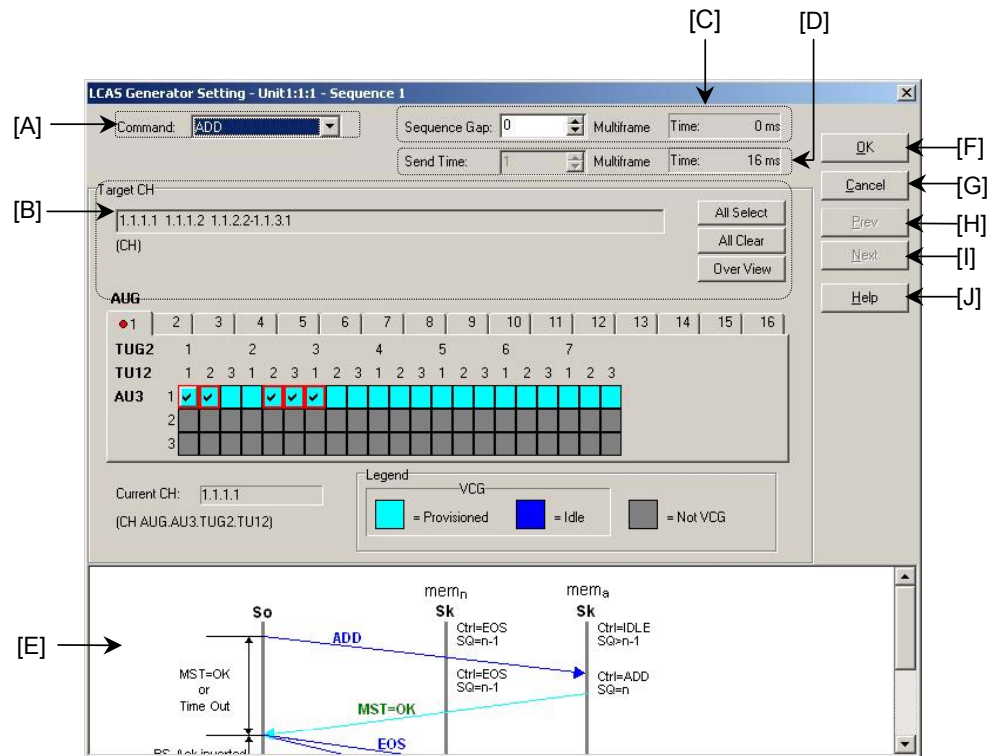 [C]
[D]
LCAS Generator Setting - Unit1:1:1 - Sequence 1
[A]
Command: ADD
Sequence Gap: 0 Multiframe Time: 0 ms
Send Time: 1 Multiframe Time: 16 ms
OK
[F]
Cancel
[G]
Prev
[H]
Next
[I]
Help
[J]
Target CH
[B]
1.1.1.1 1.1.1.2 1.1.2.2-1.1.3.1
(CH)
All Select
All Clear
Over View
AUG
1 2 3 4 5 6 7 8 9 10 11 12 13 14 15 16
TUG2 1 2 3 4 5 6 7
TU12 1 2 3 1 2 3 1 2 3 1 2 3 1 2 3 1 2 3 1 2 3
AU3 1
2
3
Current CH: 1.1.1.1
(CH AUG.AU3.TUG2.TU12)
Legend
VCG
= Provisioned
= Idle
= Not VCG
[E]
memn
mema
So
Sk
Sk
ADD
Ctrl=EOS
SQ=n-1
Ctrl=IDLE
SQ>n-1
MST=OK
or
Time Out
Ctrl=EOS
SQ=n-1
Ctrl=ADD
SQ=n
MST=OK
EOS
RS-Ack inverted